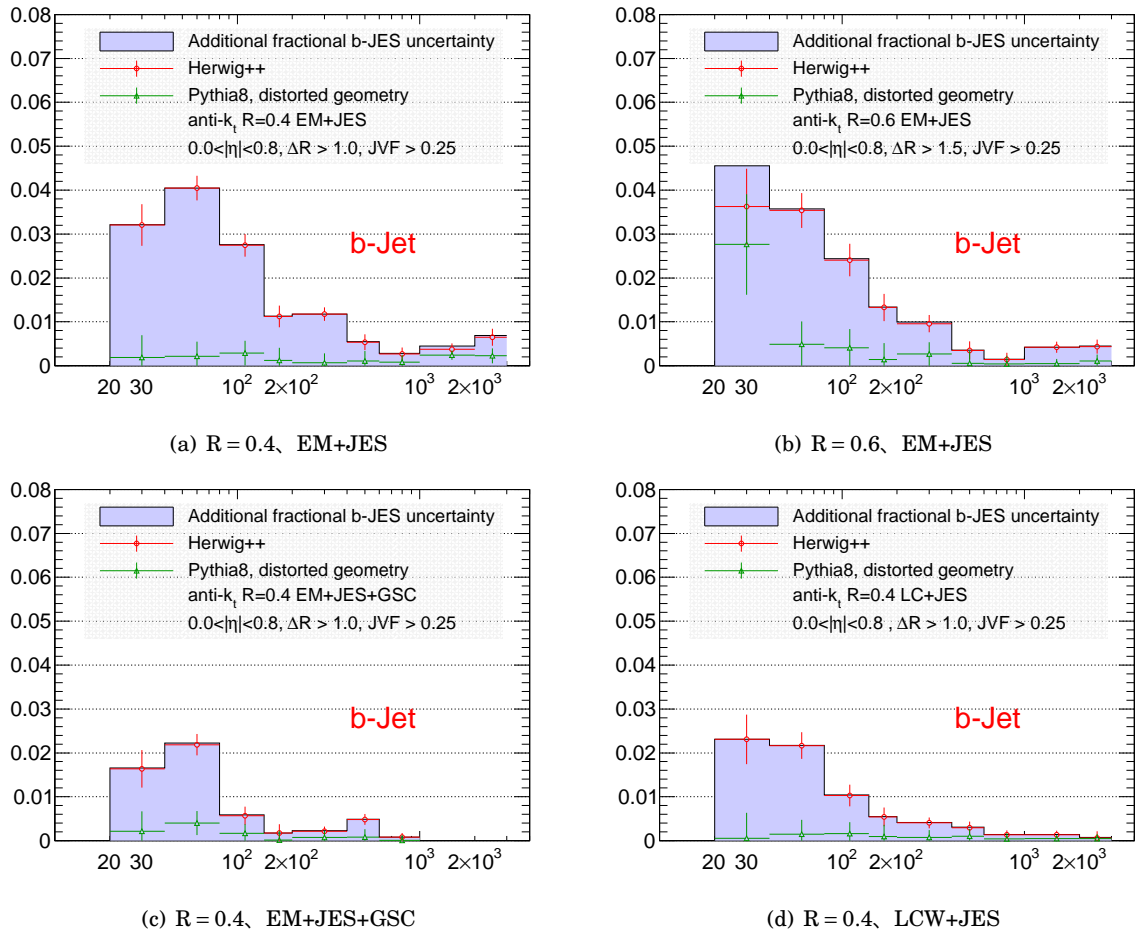 0.08
0.07
0.06
0.05
0.04
0.03
0.02
0.01
0
Additional fractional b-JES uncertainty
Herwig++
Pythia8, distorted geometry
anti-k_t R=0.4 EM+JES
0.0<|η|<0.8, ΔR > 1.0, JVF > 0.25
b-Jet
20 30 10² 2×10² 10³ 2×10³
(a) R = 0.4、EM+JES
0.08
0.07
0.06
0.05
0.04
0.03
0.02
0.01
0
Additional fractional b-JES uncertainty
Herwig++
Pythia8, distorted geometry
anti-k_t R=0.6 EM+JES
0.0<|η|<0.8, ΔR > 1.5, JVF > 0.25
b-Jet
20 30 10² 2×10² 10³ 2×10³
(b) R = 0.6、EM+JES
0.08
0.07
0.06
0.05
0.04
0.03
0.02
0.01
0
Additional fractional b-JES uncertainty
Herwig++
Pythia8, distorted geometry
anti-k_t R=0.4 EM+JES+GSC
0.0<|η|<0.8, ΔR > 1.0, JVF > 0.25
b-Jet
20 30 10² 2×10² 10³ 2×10³
(c) R = 0.4、EM+JES+GSC
0.08
0.07
0.06
0.05
0.04
0.03
0.02
0.01
0
Additional fractional b-JES uncertainty
Herwig++
Pythia8, distorted geometry
anti-k_t R=0.4 LC+JES
0.0<|η|<0.8 , ΔR > 1.0, JVF > 0.25
b-Jet
20 30 10² 2×10² 10³ 2×10³
(d) R = 0.4、LCW+JES